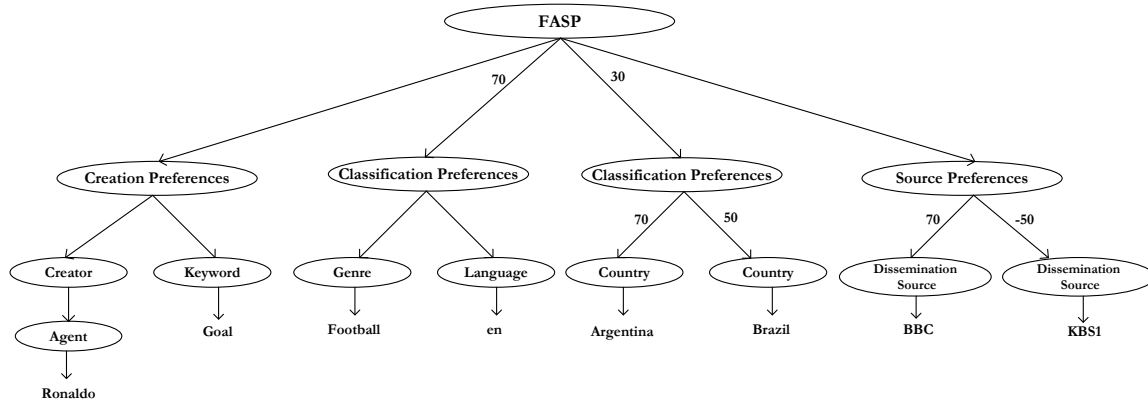 FASP
70
30
Creation Preferences
Classification Preferences
Classification Preferences
Source Preferences
70
50
70
-50
Creator
Keyword
Genre
Language
Country
Country
Dissemination
Source
Dissemination
Source
Agent
Goal
Football
en
Argentina
Brazil
BBC
KBS1
Ronaldo